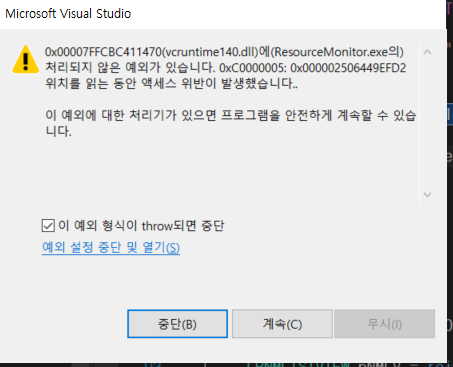 Microsoft Visual Studio
0x00007FFCBC411470(vcruntime140.dll)에(ResourceMonitor.exe의)
처리되지 않은 예외가 있습니다. 0xC0000005: 0x000002506449EFD2
위치를 읽는 동안 액세스 위반이 발생했습니다..
이 예외에 대한 처리기가 있으면 프로그램을 안전하게 계속할 수 있습
니다.
이 예외 형식이 throw되면 중단
예외 설정 중단 및 열기(S)
중단(B) 계속(C) 무시(I)